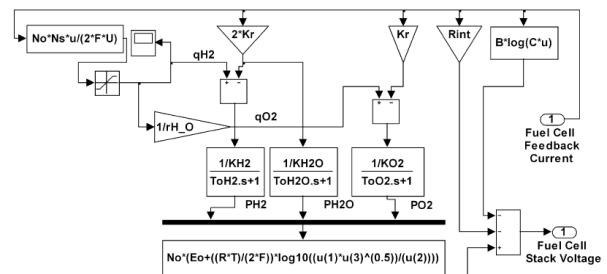 No*Ns*u/(2*F*U)
2*Kr
Kr
Rint
B*log(C*u)
qH2
+ -
+ -
1/rH_O
qO2
1
Fuel Cell
Feedback
Current
1/KH2
ToH2.s+1
1/KH2O
ToH2O.s+1
1/KO2
ToO2.s+1
PH2
PH2O
PO2
-
-
+
1
Fuel Cell
Stack Voltage
No*(Eo+((R*T)/(2*F))*log10((u(1)*u(3)^(0.5))/(u(2))))